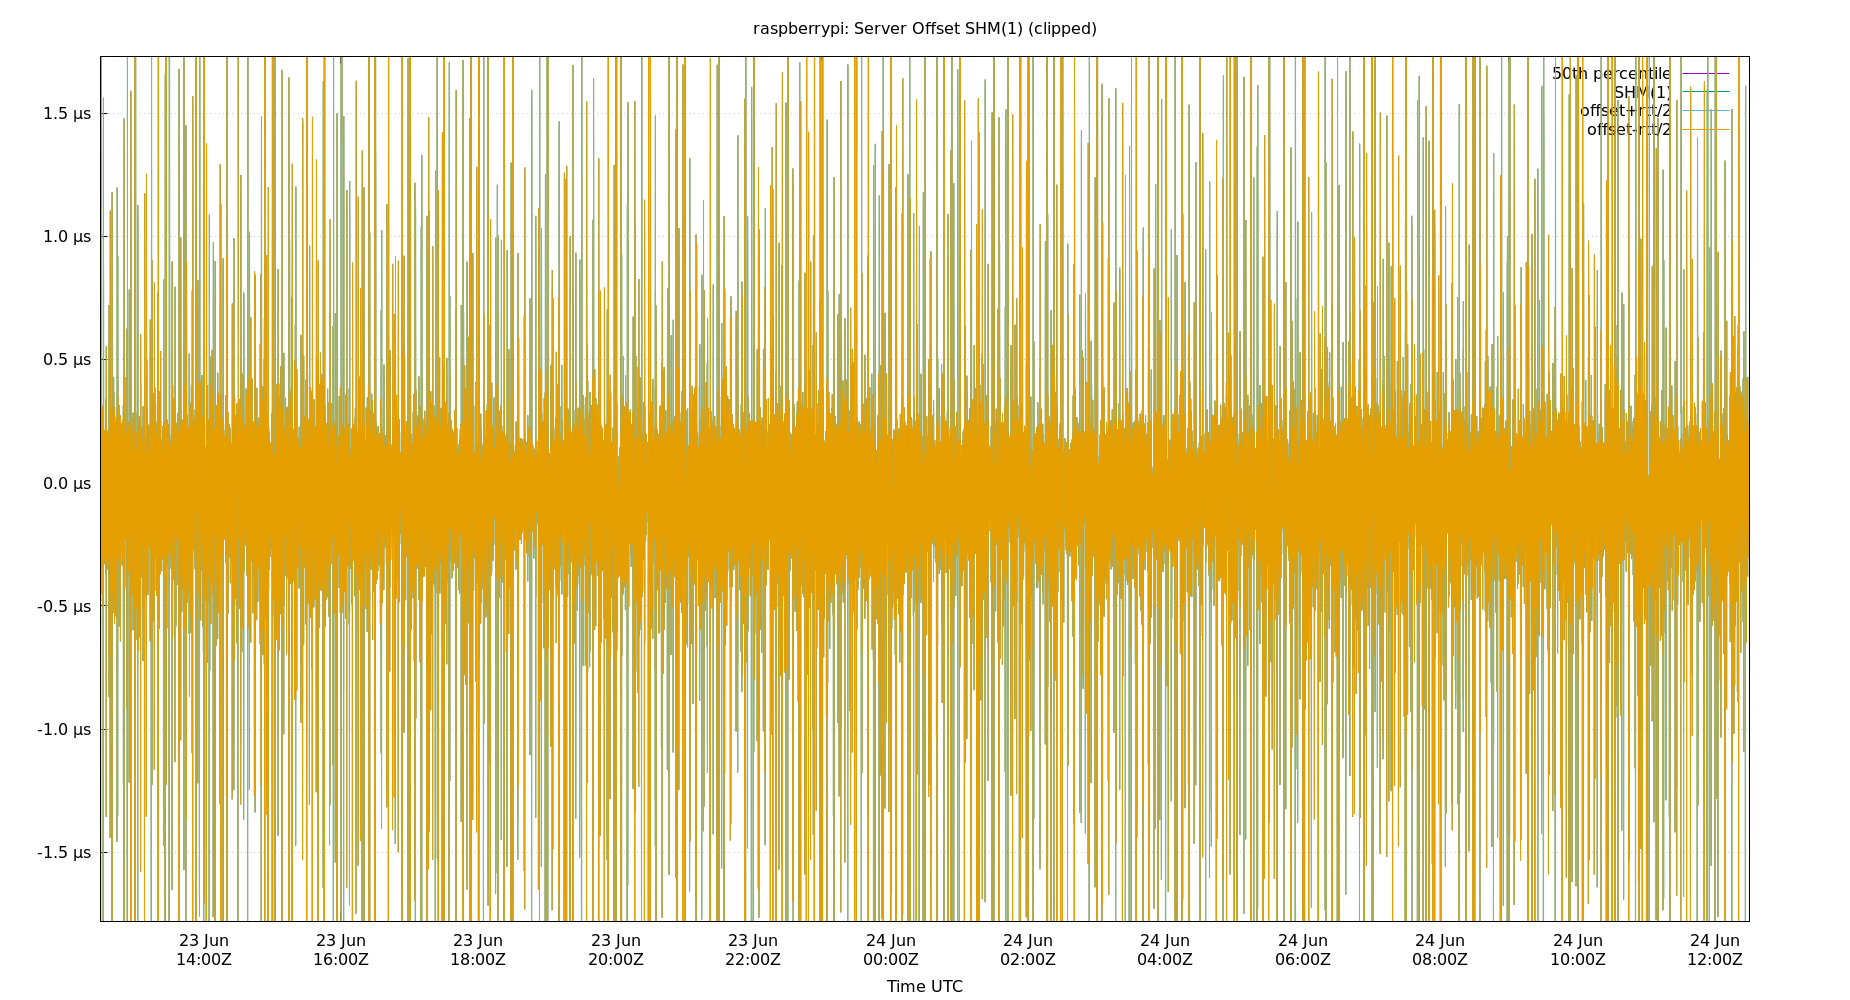 raspberrypi: Server Offset SHM(1) (clipped)
50th percentile
SHM(1)
offset+rtt/2
offset-rtt/2
1.5 µs
1.0 µs
0.5 µs
0.0 µs
-0.5 µs
-1.0 µs
-1.5 µs
23 Jun 23 Jun 23 Jun 23 Jun 23 Jun 24 Jun 24 Jun 24 Jun 24 Jun 24 Jun 24 Jun 24 Jun
14:00Z 16:00Z 18:00Z 20:00Z 22:00Z 00:00Z 02:00Z 04:00Z 06:00Z 08:00Z 10:00Z 12:00Z
Time UTC